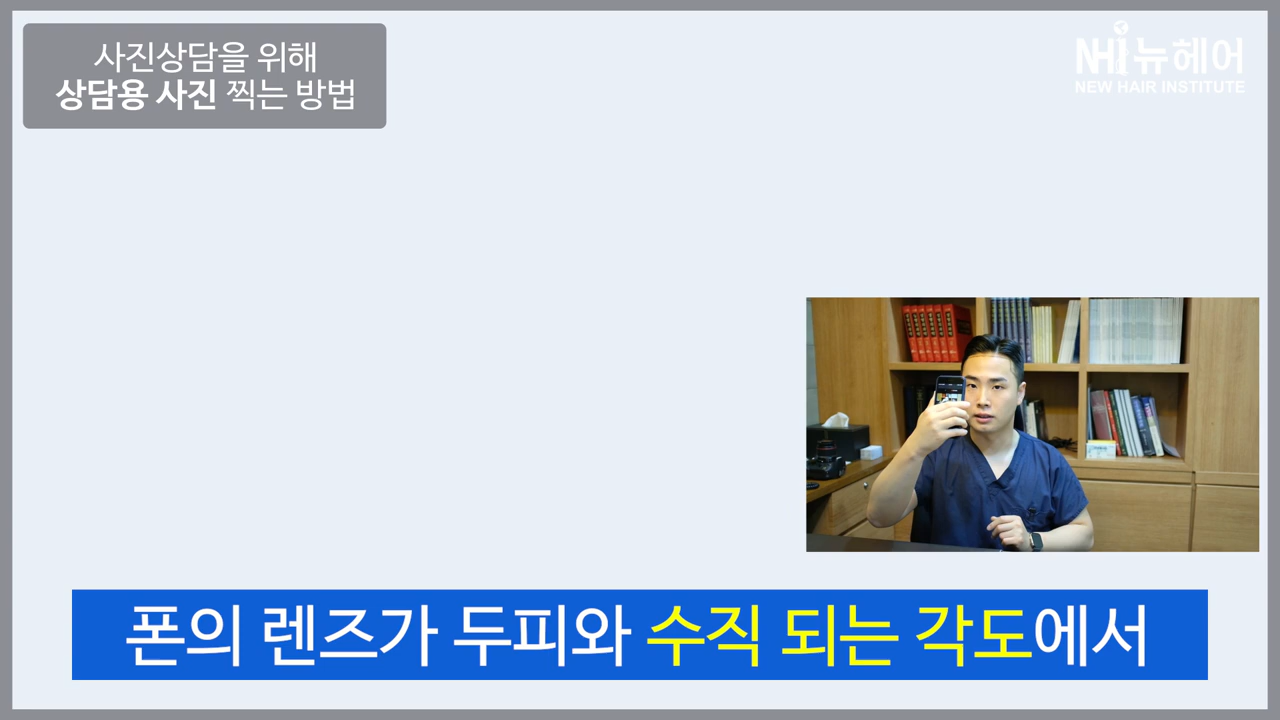 사진상담을 위해
상담용 사진 찍는 방법
NHI 뉴헤어
NEW HAIR INSTITUTE
폰의 렌즈가 두피와 수직 되는 각도에서